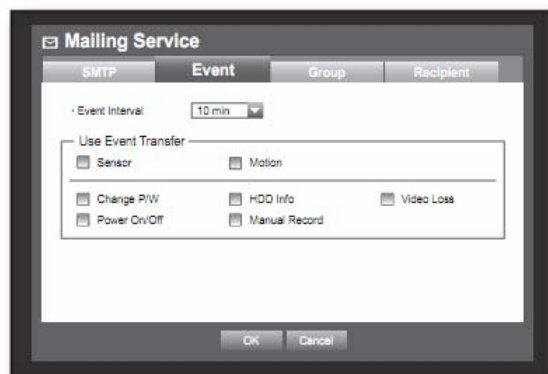 Mailing Service
SMTP Event Group Recipient
· Event Interval 10 min
Use Event Transfer
Sensor Motion
Change P/W HDD Info Video Loss
Power On/Off Manual Record
OK Cancel